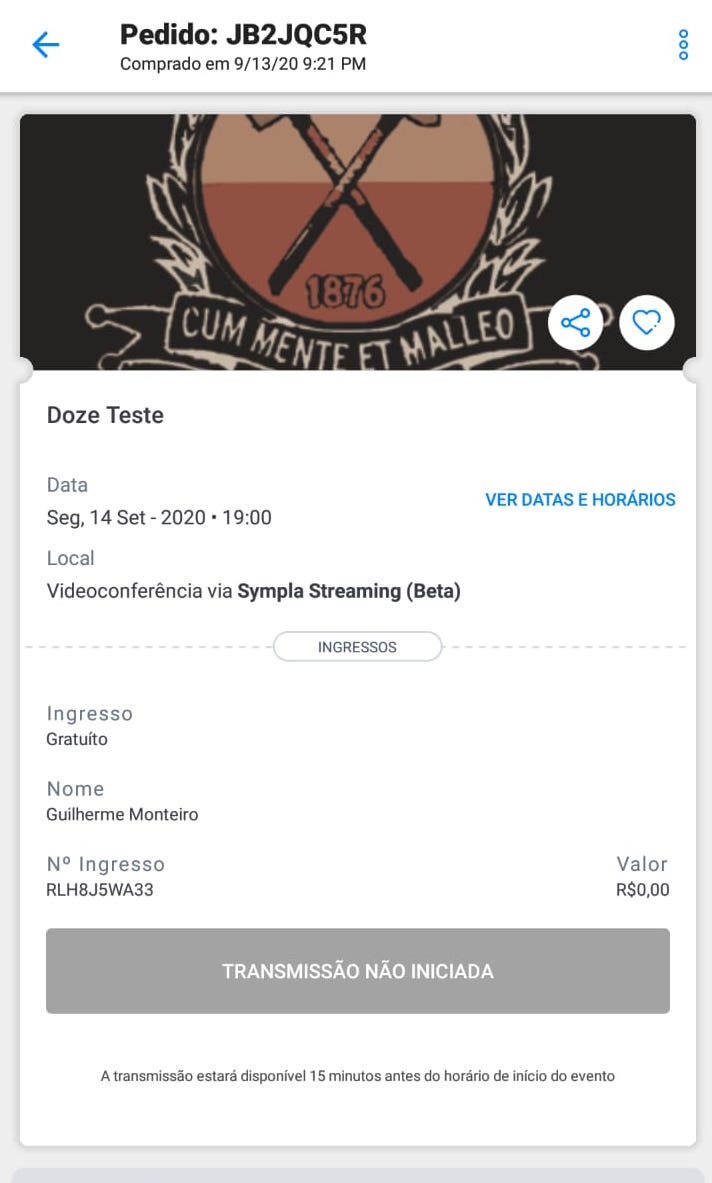 Pedido: JB2JQC5R
Comprado em 9/13/20 9:21 PM
1876
CUM MENTE ET MALLEO
Doze Teste
Data
Seg, 14 Set - 2020 • 19:00
VER DATAS E HORÁRIOS
Local
Videoconferência via Sympla Streaming (Beta)
INGRESSOS
Ingresso
Gratuíto
Nome
Guilherme Monteiro
Nº Ingresso
Valor
RLH8J5WA33
R$0,00
TRANSMISSÃO NÃO INICIADA
A transmissão estará disponível 15 minutos antes do horário de início do evento